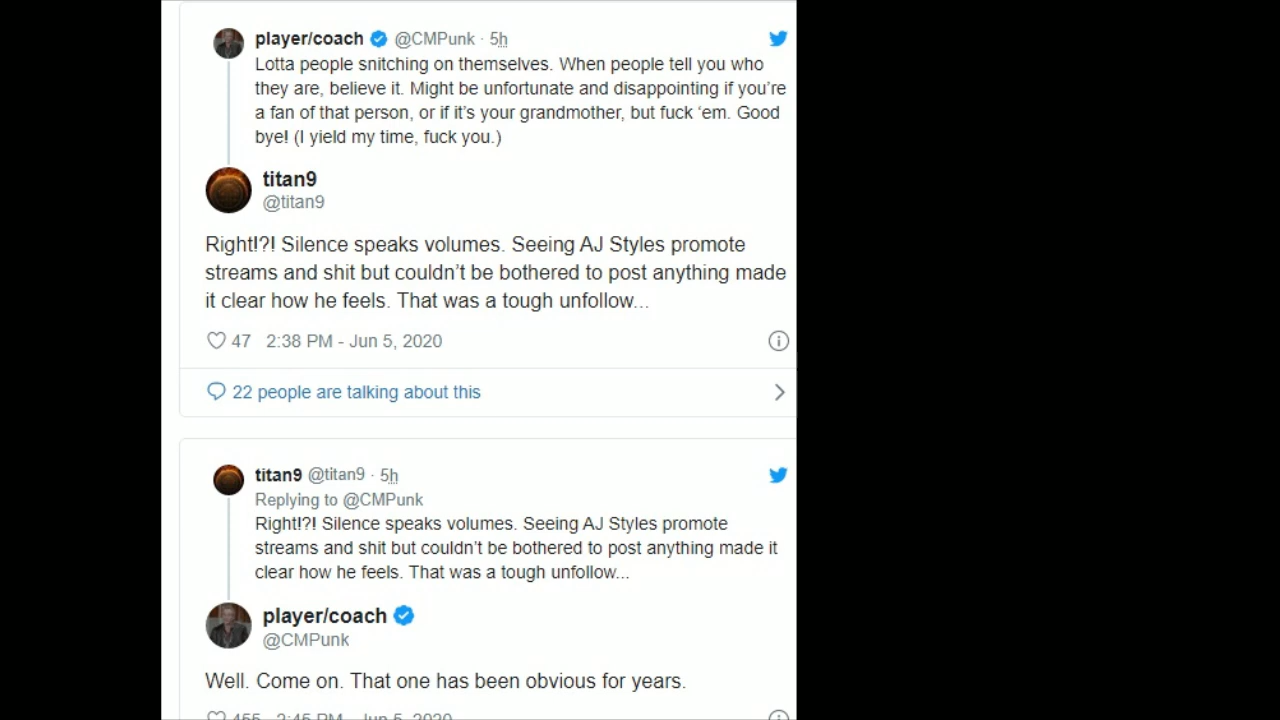 player/coach @CMPunk · 5h
Lotta people snitching on themselves. When people tell you who
they are, believe it. Might be unfortunate and disappointing if you're
a fan of that person, or if it's your grandmother, but fuck ‘em. Good
bye! (I yield my time, fuck you.)
titan9
@titan9
Right!?! Silence speaks volumes. Seeing AJ Styles promote
streams and shit but couldn’t be bothered to post anything made
it clear how he feels. That was a tough unfollow...
47 2:38 PM - Jun 5, 2020
22 people are talking about this
titan9 @titan9 · 5h
Replying to @CMPunk
Right!?! Silence speaks volumes. Seeing AJ Styles promote
streams and shit but couldn’t be bothered to post anything made it
clear how he feels. That was a tough unfollow...
player/coach
@CMPunk
Well. Come on. That one has been obvious for years.
455 2:45 PM - Jun 5, 2020